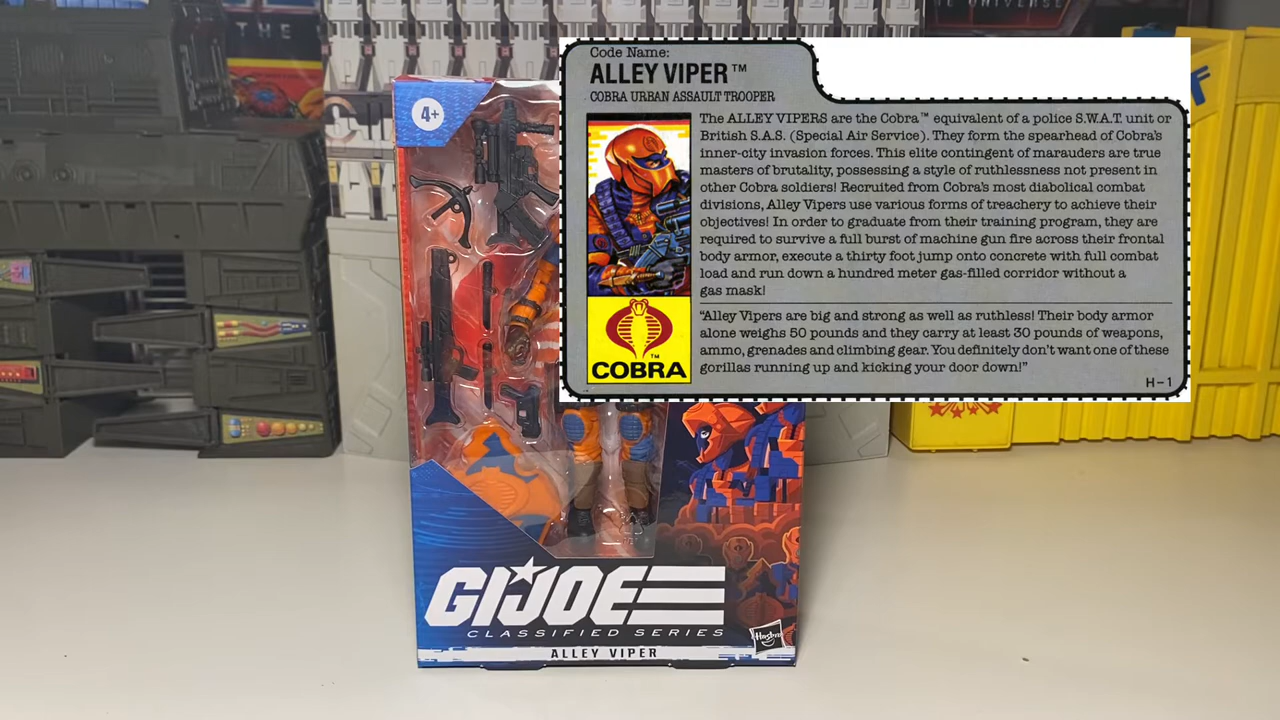 THE
E UNIVERSE
F
4+
Code Name:
ALLEY VIPER™
COBRA URBAN ASSAULT TROOPER
The ALLEY VIPERS are the Cobra™ equivalent of a police S.W.A.T. unit or
British S.A.S. (Special Air Service). They form the spearhead of Cobra's
inner-city invasion forces. This elite contingent of marauders are true
masters of brutality, possessing a style of ruthlessness not present in
other Cobra soldiers! Recruited from Cobra's most diabolical combat
divisions, Alley Vipers use various forms of treachery to achieve their
objectives! In order to graduate from their training program, they are
required to survive a full burst of machine gun fire across their frontal
body armor, execute a thirty foot jump onto concrete with full combat
load and run down a hundred meter gas-filled corridor without a
gas mask!
"Alley Vipers are big and strong as well as ruthless! Their body armor
alone weighs 50 pounds and they carry at least 30 pounds of weapons,
ammo, grenades and climbing gear. You definitely don't want one of these
gorillas running up and kicking your door down!"
H-1
™
COBRA
GIJOE
CLASSIFIED SERIES
Hasbro
ALLEY VIPER